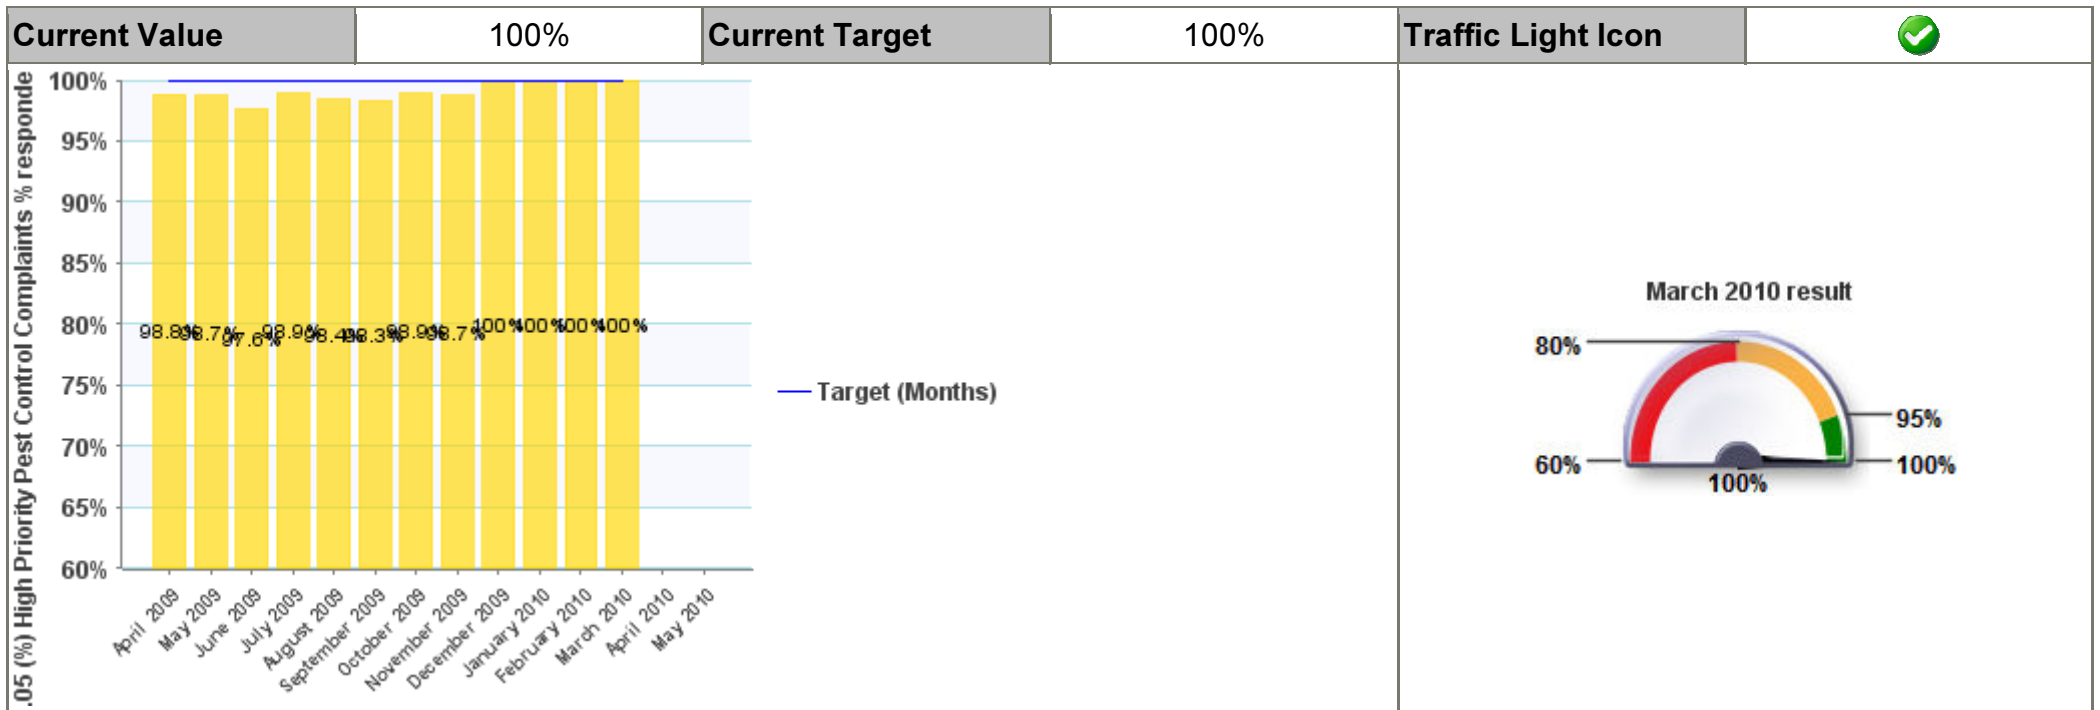 Current Value 100% Current Target 100% Traffic Light Icon
.05 (%) High Priority Pest Control Complaints % responde
100%
95%
90%
85%
80%
75%
70%
65%
60%
98.8% 98.7% 97.6% 98.9% 98.4% 98.3% 98.9% 98.7% 100% 100% 100% 100%
April 2009
May 2009
June 2009
July 2009
August 2009
September 2009
October 2009
November 2009
December 2009
January 2010
February 2010
March 2010
April 2010
May 2010
Target (Months)
March 2010 result
80%
95%
60%
100%
100%